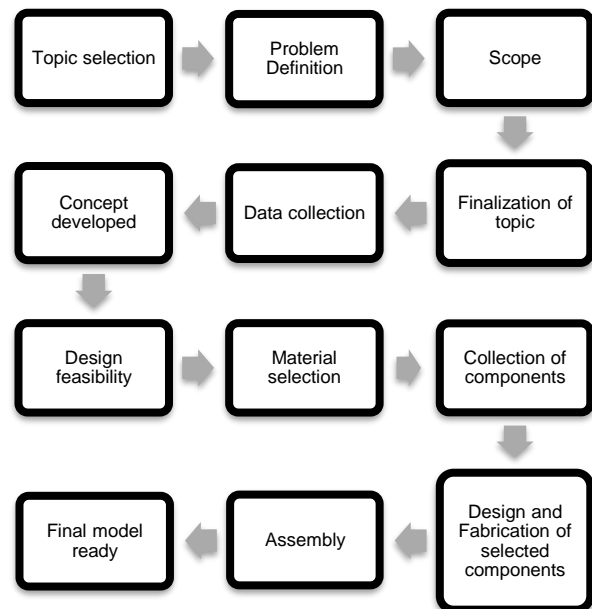 Topic selection
Problem
Definition
Scope
Finalization of
topic
Data collection
Concept
developed
Design
feasibility
Material
selection
Collection of
components
Design and
Fabrication of
selected
components
Assembly
Final model
ready